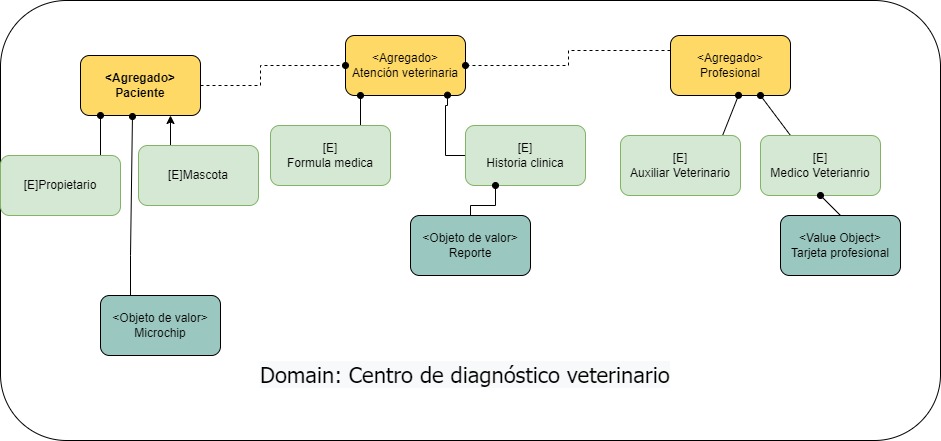 <Agregado>
Paciente
<Agregado>
Atención veterinaria
<Agregado>
Profesional
[E]Propietario
[E]Mascota
[E]
Formula medica
[E]
Historia clinica
[E]
Auxiliar Veterinario
[E]
Medico Veterianrio
<Objeto de valor>
Reporte
<Value Object>
Tarjeta profesional
<Objeto de valor>
Microchip
Domain: Centro de diagnóstico veterinario